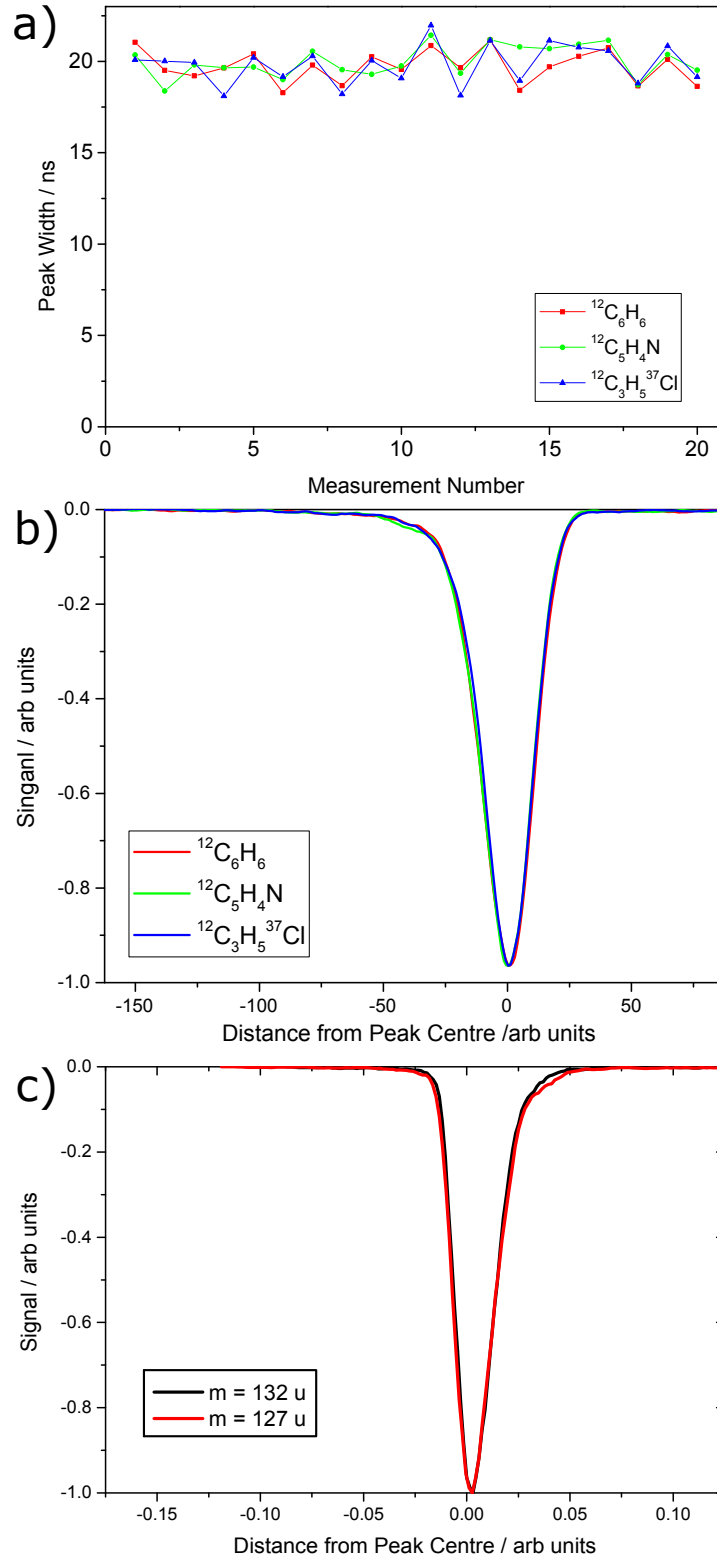 a)
20
15
10
5
0
Peak Width / ns
¹²C₆H₆
¹²C₅H₄N
¹²C₃H₅³⁷Cl
0 5 10 15 20
Measurement Number
b)
0.0
-0.2
-0.4
-0.6
-0.8
-1.0
Singanl / arb units
¹²C₆H₆
¹²C₅H₄N
¹²C₃H₅³⁷Cl
-150 -100 -50 0 50
Distance from Peak Centre /arb units
c)
0.0
-0.2
-0.4
-0.6
-0.8
-1.0
Signal / arb units
m = 132 u
m = 127 u
-0.15 -0.10 -0.05 0.00 0.05 0.10
Distance from Peak Centre / arb units